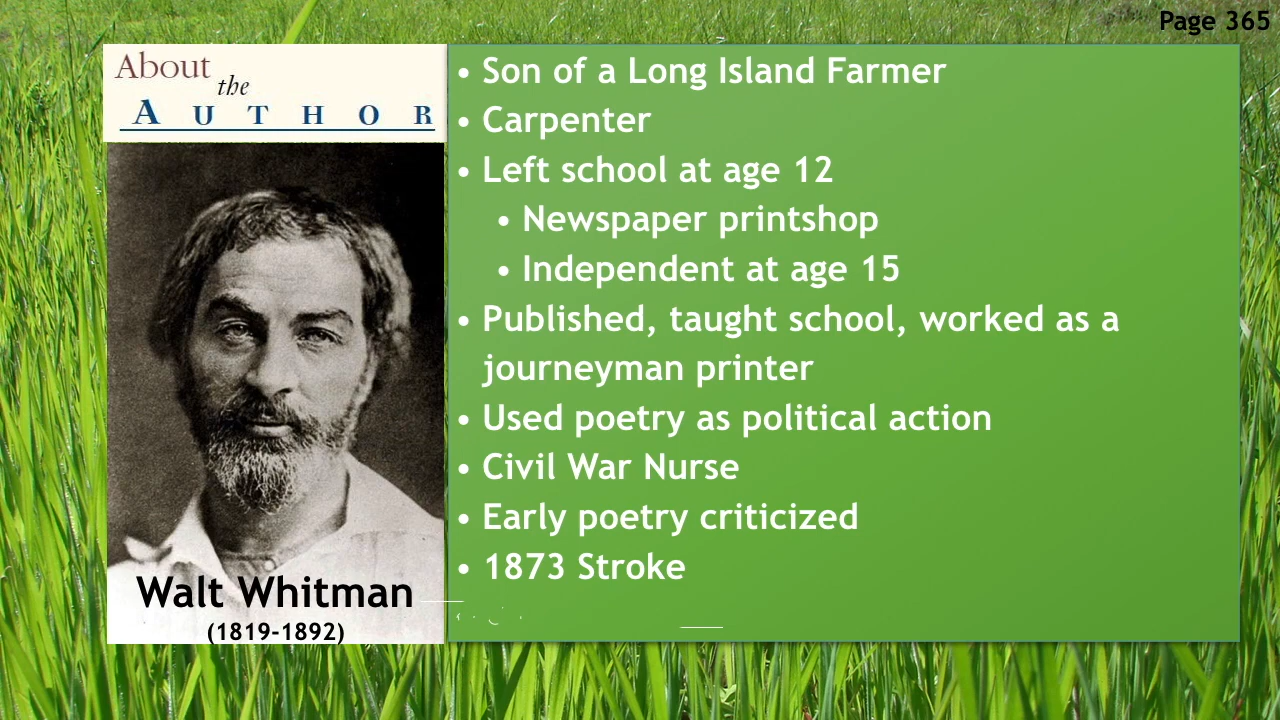 Page 365
About
the
AUTHOR
• Son of a Long Island Farmer
• Carpenter
• Left school at age 12
• Newspaper printshop
• Independent at age 15
• Published, taught school, worked as a
journeyman printer
• Used poetry as political action
• Civil War Nurse
• Early poetry criticized
• 1873 Stroke
Walt Whitman
(1819-1892)